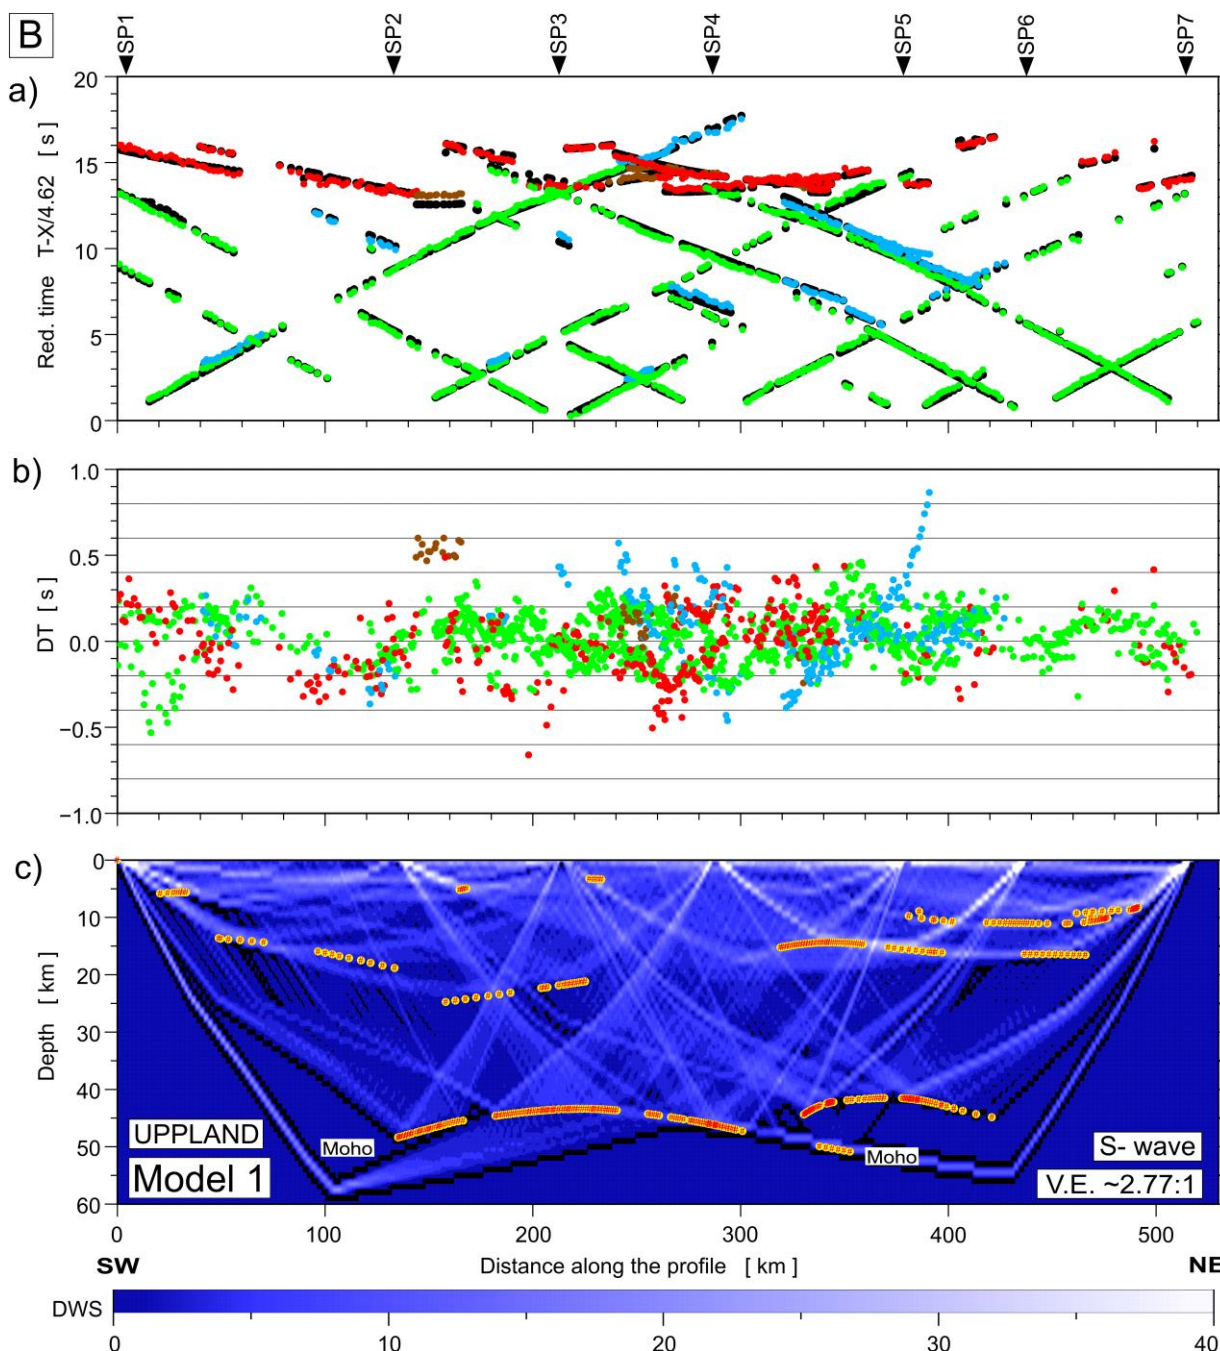 B
SP1 SP2 SP3 SP4 SP5 SP6 SP7
a)
Red. time T-X/4.62 [ s ]
20
15
10
5
0
b)
DT [ s ]
1.0
0.5
0.0
−0.5
−1.0
c)
Depth [ km ]
0
10
20
30
40
50
60
UPPLAND
Model 1
Moho
Moho
S- wave
V.E. ~2.77:1
0 100 200 300 400 500
SW Distance along the profile [ km ] NE
DWS
0 10 20 30 40